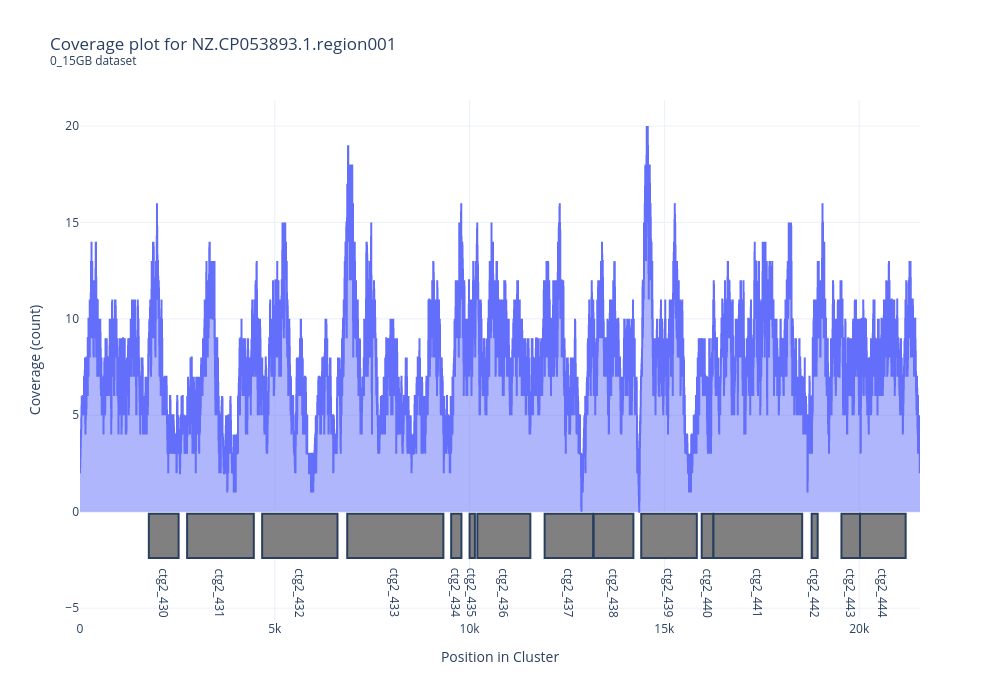 Coverage plot for NZ.CP053893.1.region001
0_15GB dataset
20
15
10
5
0
−5
Coverage (count)
ctg2_430
ctg2_431
ctg2_432
ctg2_433
ctg2_434
ctg2_435
ctg2_436
ctg2_437
ctg2_438
ctg2_439
ctg2_440
ctg2_441
ctg2_442
ctg2_443
ctg2_444
0
5k
10k
15k
20k
Position in Cluster